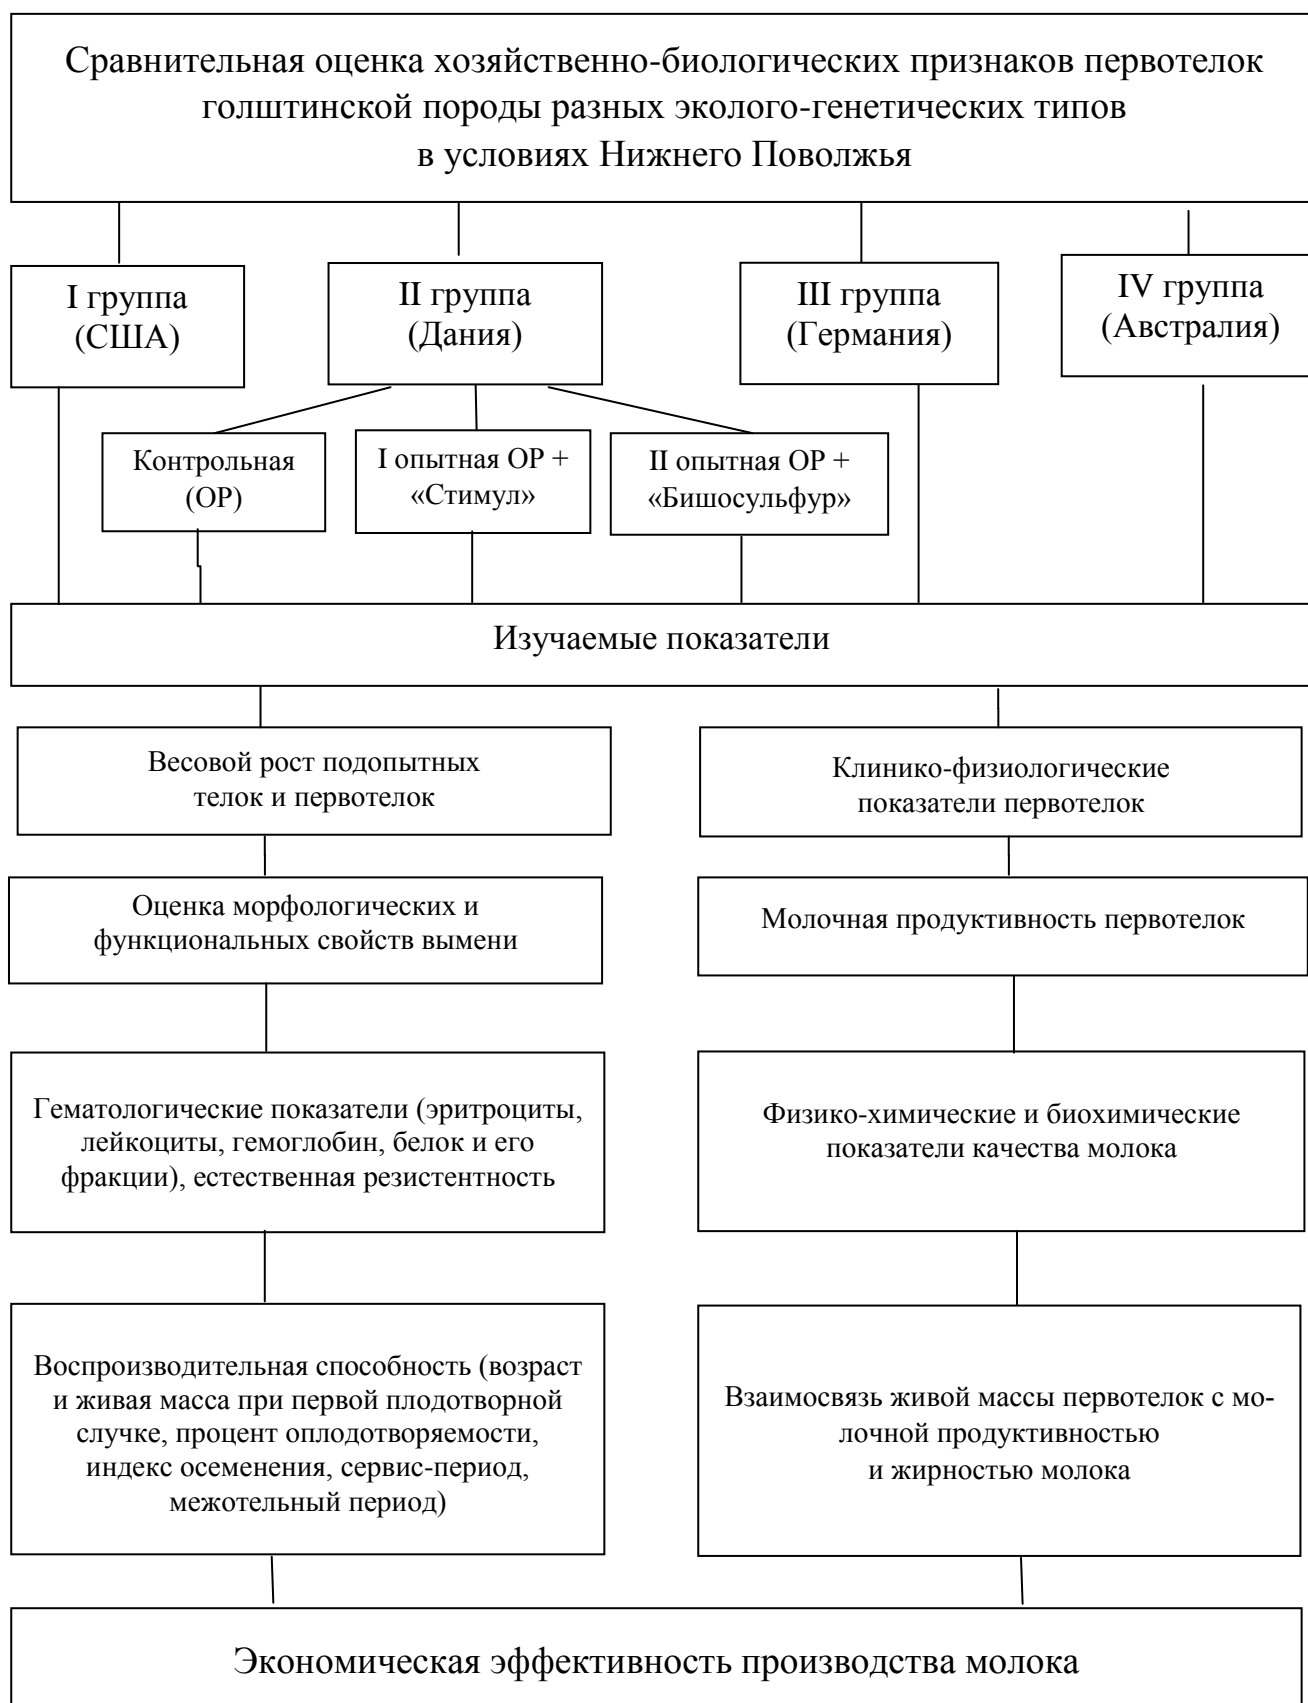 Сравнительная оценка хозяйственно-биологических признаков первотелок
голштинской породы разных эколого-генетических типов
в условиях Нижнего Поволжья
I группа
(США)
II группа
(Дания)
III группа
(Германия)
IV группа
(Австралия)
Контрольная
(ОР)
I опытная ОР +
«Стимул»
II опытная ОР +
«Бишосульфур»
Изучаемые показатели
Весовой рост подопытных
телок и первотелок
Клинико-физиологические
показатели первотелок
Оценка морфологических и
функциональных свойств вымени
Молочная продуктивность первотелок
Гематологические показатели (эритроциты,
лейкоциты, гемоглобин, белок и его
фракции), естественная резистентность
Физико-химические и биохимические
показатели качества молока
Воспроизводительная способность (возраст
и живая масса при первой плодотворной
случке, процент оплодотворяемости,
индекс осеменения, сервис-период,
межотельный период)
Взаимосвязь живой массы первотелок с мо-
лочной продуктивностью
и жирностью молока
Экономическая эффективность производства молока